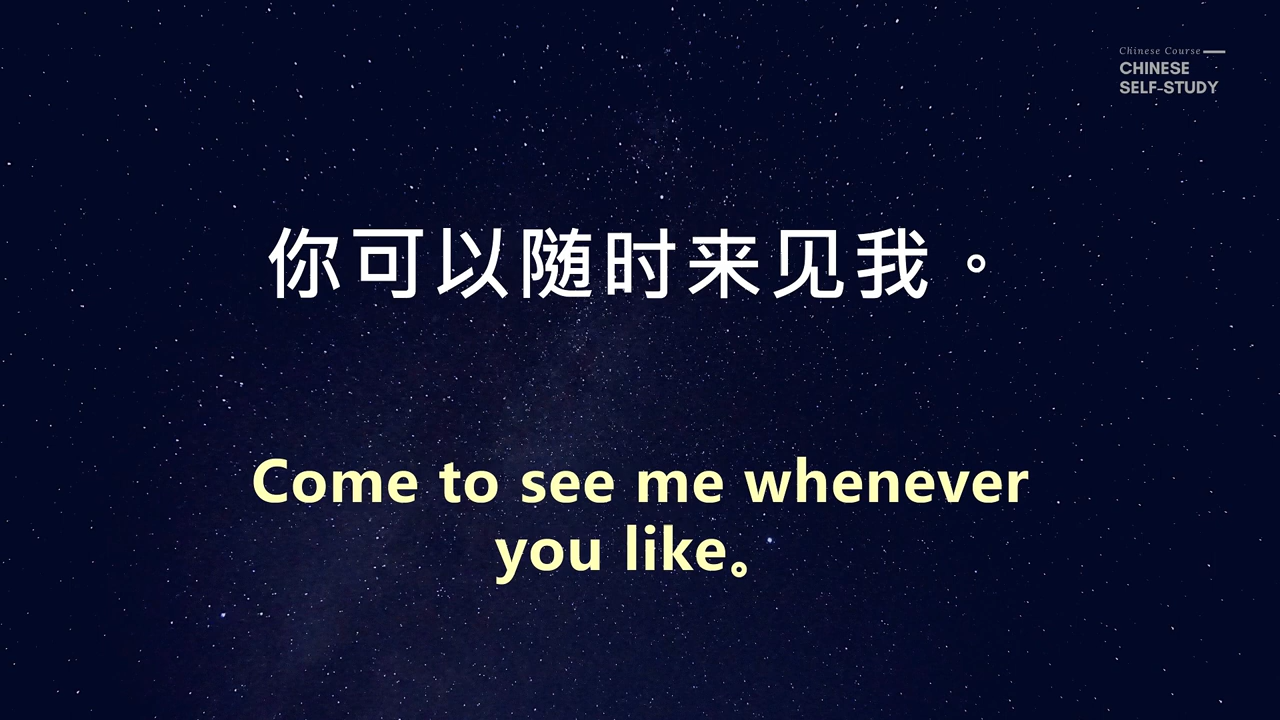 Chinese Course
CHINESE
SELF-STUDY
你可以随时来见我。
Come to see me whenever
you like。